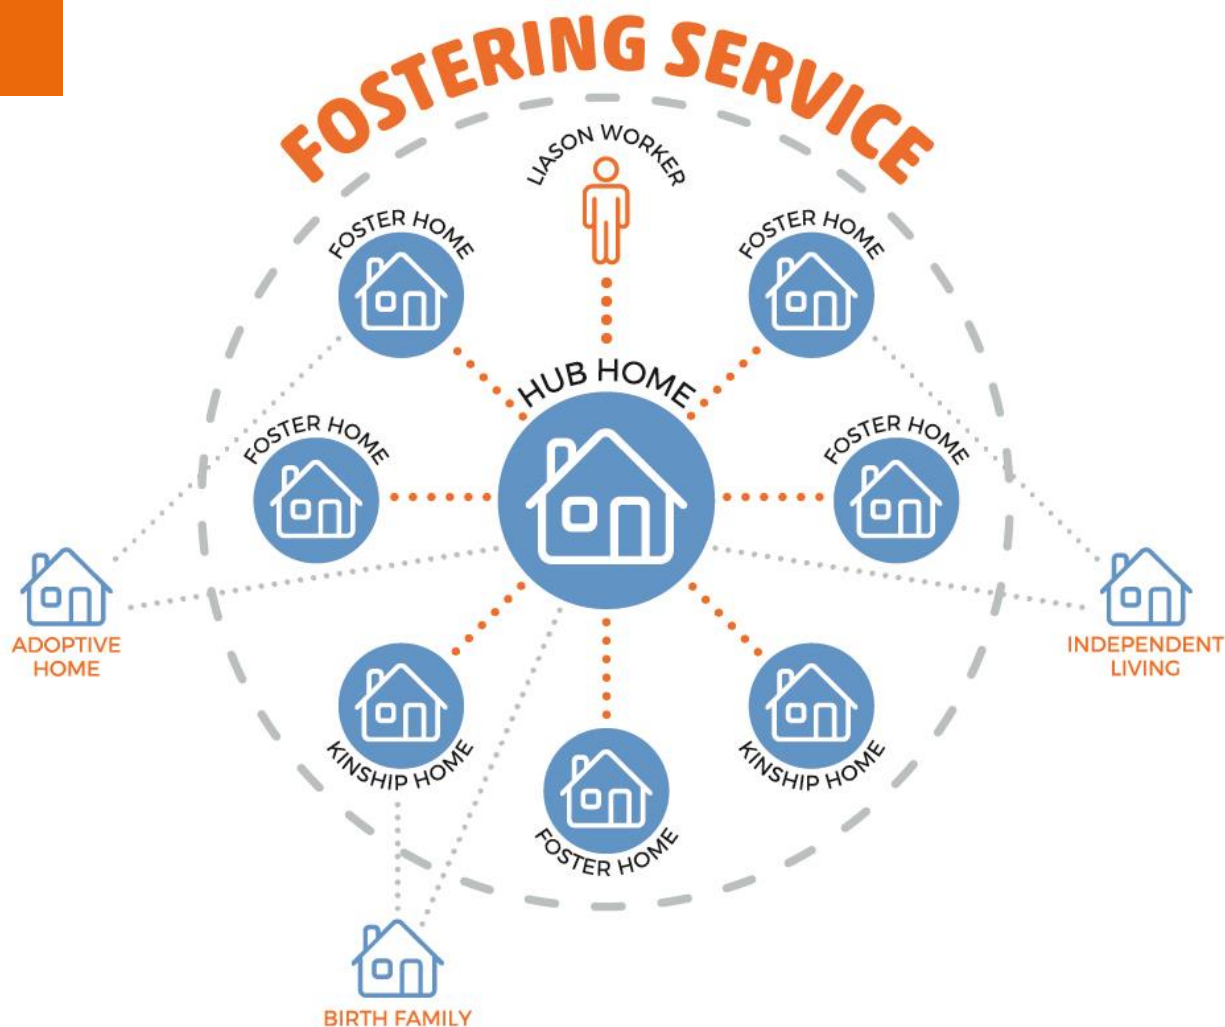 FOSTERING SERVICE
LIASON WORKER
FOSTER HOME
FOSTER HOME
HUB HOME
FOSTER HOME
FOSTER HOME
ADOPTIVE
HOME
INDEPENDENT
LIVING
KINSHIP HOME
KINSHIP HOME
FOSTER HOME
BIRTH FAMILY